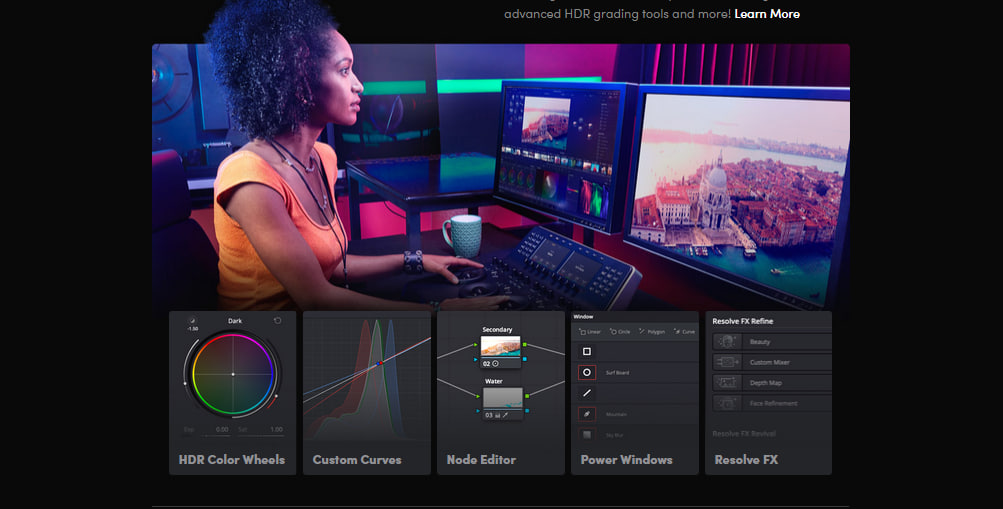 advanced HDR grading tools and more! Learn More
Dark
-1.50
Exp 0.00 Sat 1.00
HDR Color Wheels
Custom Curves
Secondary
02
Water
03
Node Editor
Window
Linear Circle Polygon Curve
Surf Board
Mountain
Sky Blur
Power Windows
Resolve FX Refine
Beauty
Custom Mixer
Depth Map
Face Refinement
Resolve FX Revival
Resolve FX